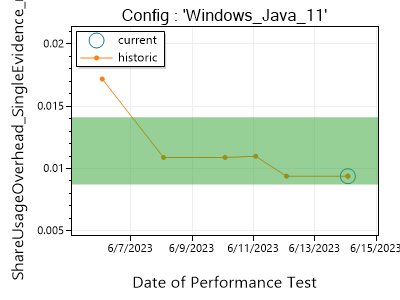 Config : 'Windows_Java_11'
ShareUsageOverhead_SingleEvidence_
0.02
0.015
0.01
0.005
current
historic
6/7/2023
6/9/2023
6/11/2023
6/13/2023
6/15/2023
Date of Performance Test